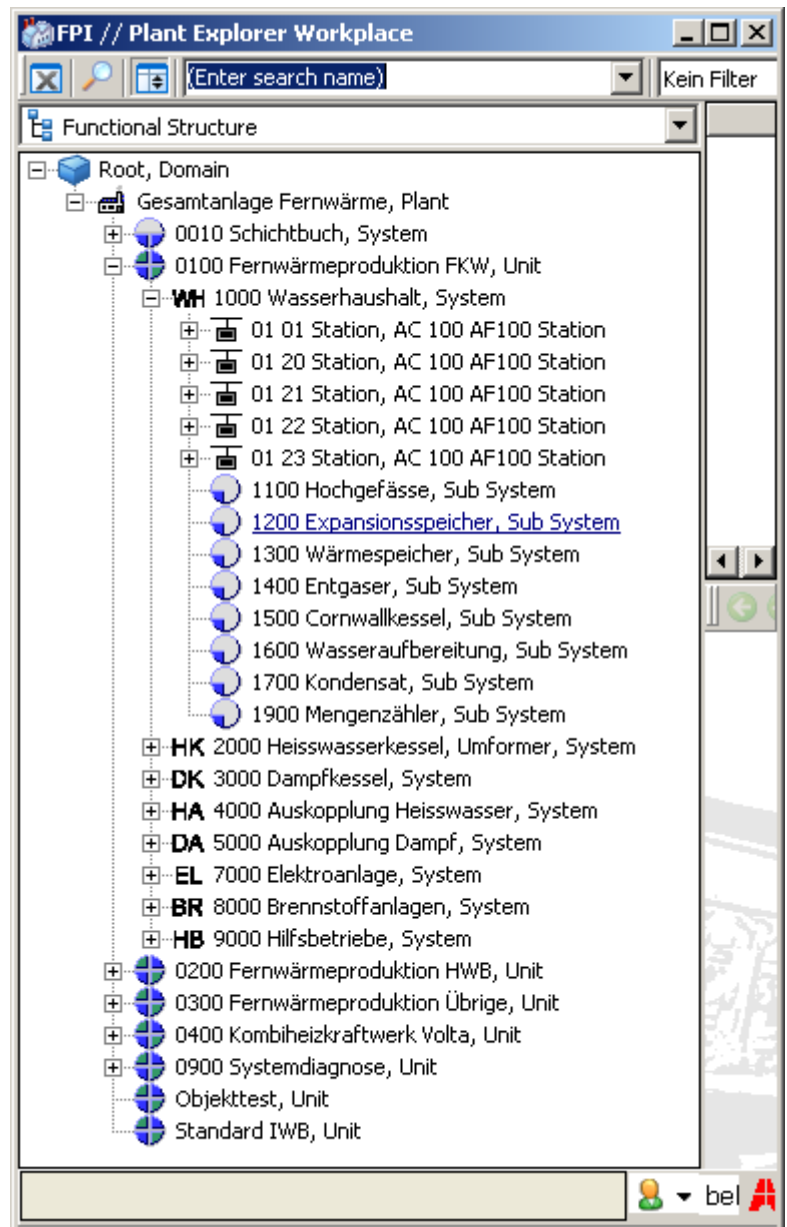 FPI // Plant Explorer Workplace
(Enter search name) Kein Filter
Functional Structure
Root, Domain
Gesamtanlage Fernwärme, Plant
0010 Schichtbuch, System
0100 Fernwärmeproduktion FKW, Unit
WH 1000 Wasserhaushalt, System
01 01 Station, AC 100 AF100 Station
01 20 Station, AC 100 AF100 Station
01 21 Station, AC 100 AF100 Station
01 22 Station, AC 100 AF100 Station
01 23 Station, AC 100 AF100 Station
1100 Hochgefässe, Sub System
1200 Expansionsspeicher, Sub System
1300 Wärmespeicher, Sub System
1400 Entgaser, Sub System
1500 Cornwallkessel, Sub System
1600 Wasseraufbereitung, Sub System
1700 Kondensat, Sub System
1900 Mengenzähler, Sub System
HK 2000 Heisswasserkessel, Umformer, System
DK 3000 Dampfkessel, System
HA 4000 Auskopplung Heisswasser, System
DA 5000 Auskopplung Dampf, System
EL 7000 Elektroanlage, System
BR 8000 Brennstoffanlagen, System
HB 9000 Hilfsbetriebe, System
0200 Fernwärmeproduktion HWB, Unit
0300 Fernwärmeproduktion Übrige, Unit
0400 Kombiheizkraftwerk Volta, Unit
0900 Systemdiagnose, Unit
Objekttest, Unit
Standard IWB, Unit
bel